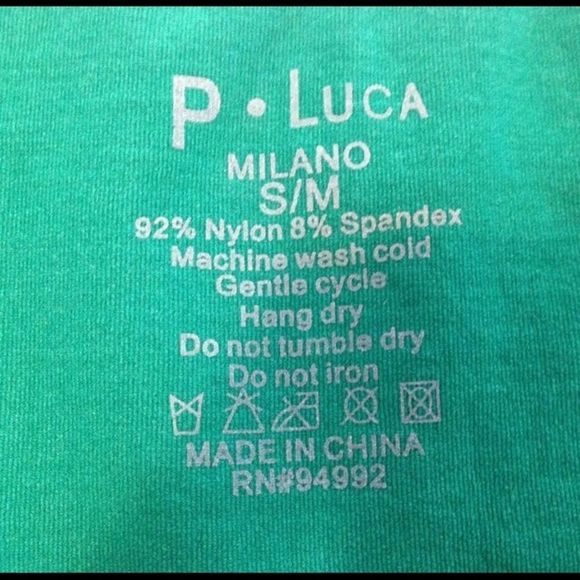 P • LUCA
MILANO
S/M
92% Nylon 8% Spandex
Machine wash cold
Gentle cycle
Hang dry
Do not tumble dry
Do not iron
MADE IN CHINA
RN#94992